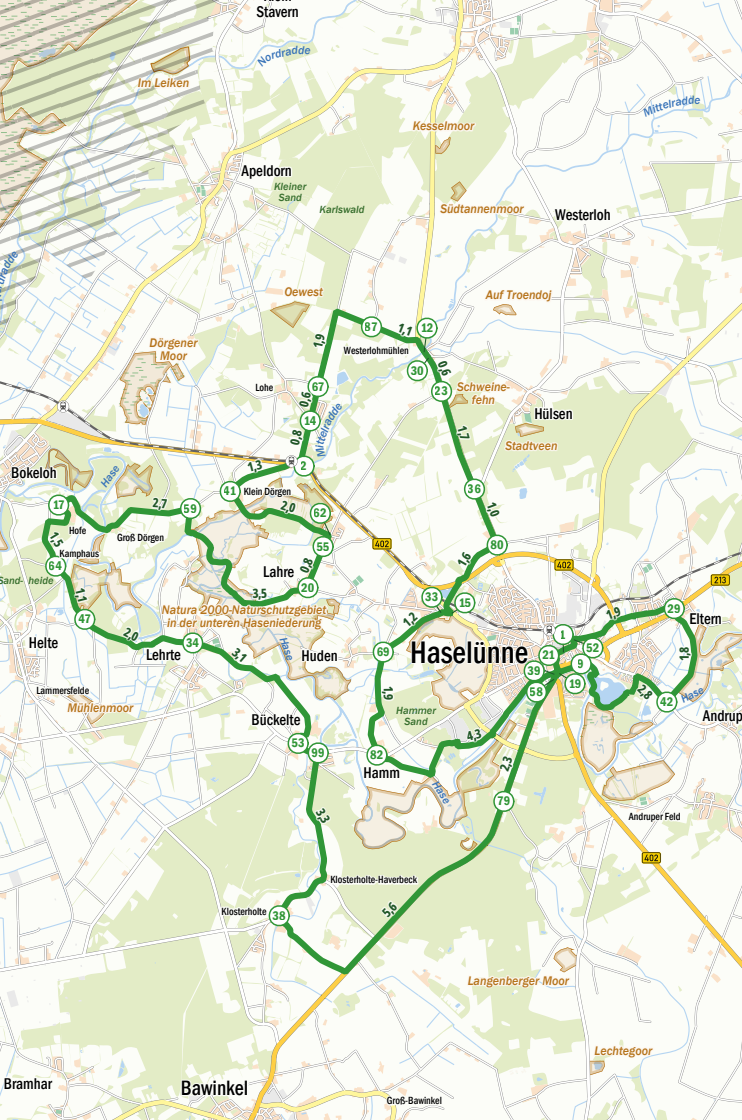 Stavern
Nordradde
Im Leiken
Mittelradde
Kesselmoor
Apeldorn
Kleiner
Sand
Karlswald
Südtannenmoor
Westerloh
Oewest
Auf Troendoj
87
1,1
12
1,9
Westerlohmühlen
Dörgener
Moor
30
0,6
23
Schweine-
fehn
Lohe
67
0,6
14
Mittelradde
0,8
Hülsen
1,7
Stadtveen
2
1,3
Bokeloh
Hase
41
Klein Dörgen
36
17
2,7
59
2,0
62
1,0
Hofe
Groß Dörgen
1,5
Kamphaus
55
402
80
64
Sand- heide
Lahre
0,8
1,6
402
213
20
3,5
1,1
33
15
Natura 2000-Naturschutzgebiet
in der unteren Haseniederung
1,2
29
1,9
47
Eltern
2,0
34
Helte
Lehrte
3,1
Hase
Huden
69
Haselünne
1
52
21
9
39
19
58
1,8
Lammersfelde
1,9
2,8
42
Hase
Mühlenmoor
Bückelte
Hammer
Sand
Andrup
53
99
82
4,3
Hamm
2,3
Hase
79
3,3
Andruper Feld
402
Klosterholte-Haverbeck
Klosterholte
38
5,6
Langenberger Moor
Lechtegoor
Bramhar
Bawinkel
Groß-Bawinkel